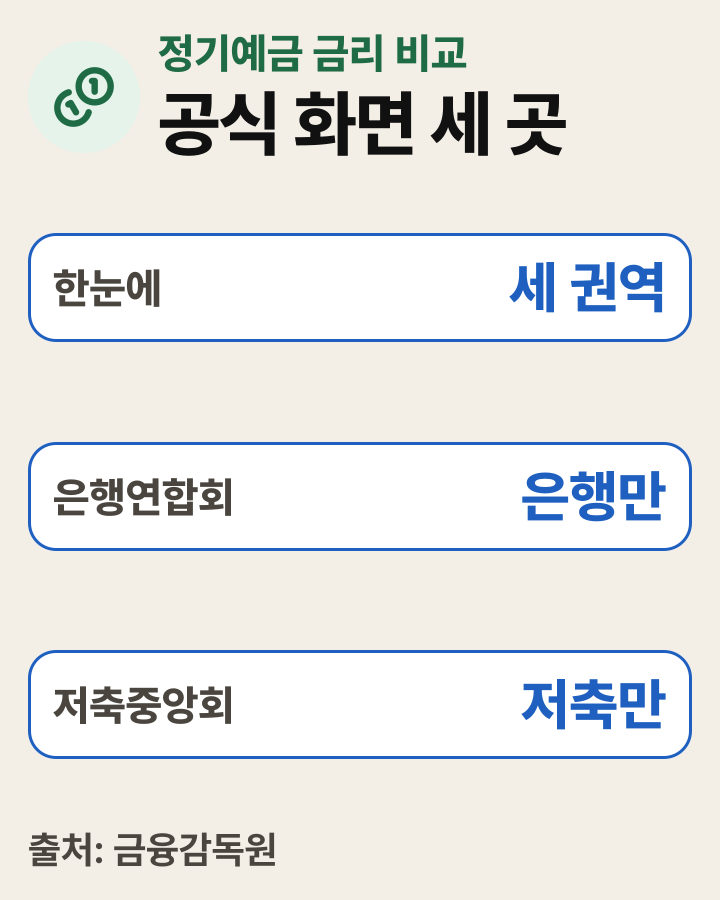 정기예금 금리 비교
공식 화면 세 곳
한눈에 세 권역
은행연합회 은행만
저축중앙회 저축만
출처: 금융감독원